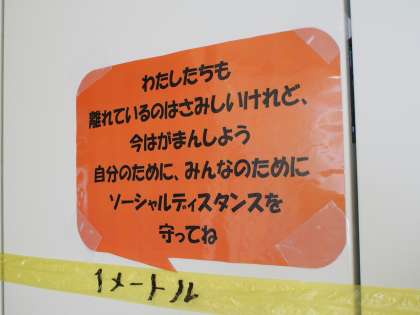 わたしたちも
離れているのはさみしいけれど、
今はがまんしよう
自分のために、みんなのために
ソーシャルディスタンスを
守ってね
1メートル